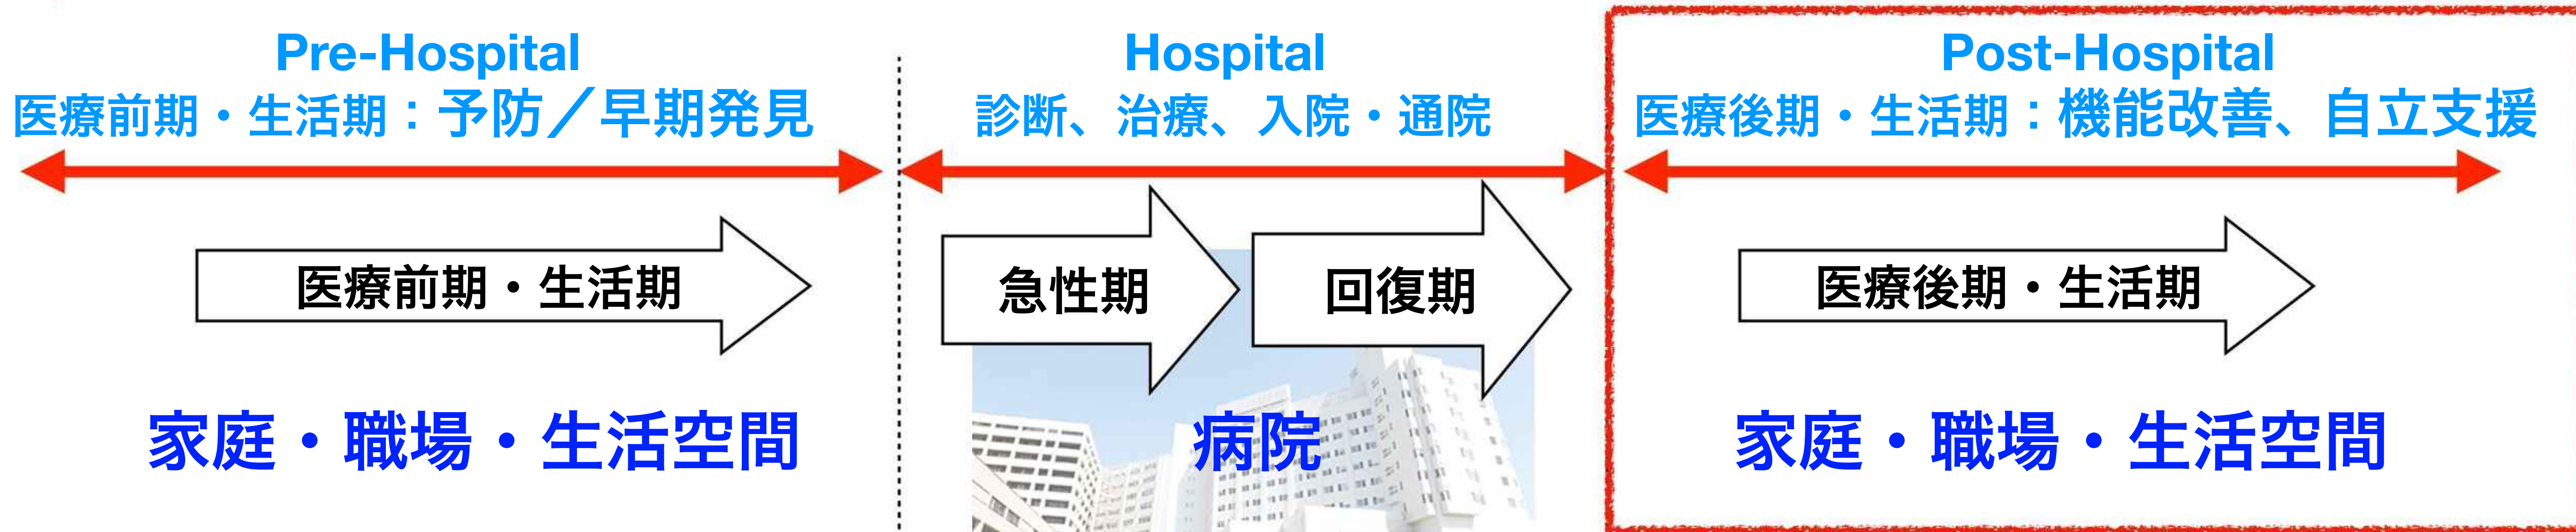 Pre-Hospital
医療前期・生活期：予防／早期発見
医療前期・生活期
家庭・職場・生活空間
Hospital
診断、治療、入院・通院
急性期
回復期
病院
Post-Hospital
医療後期・生活期：機能改善、自立支援
医療後期・生活期
家庭・職場・生活空間